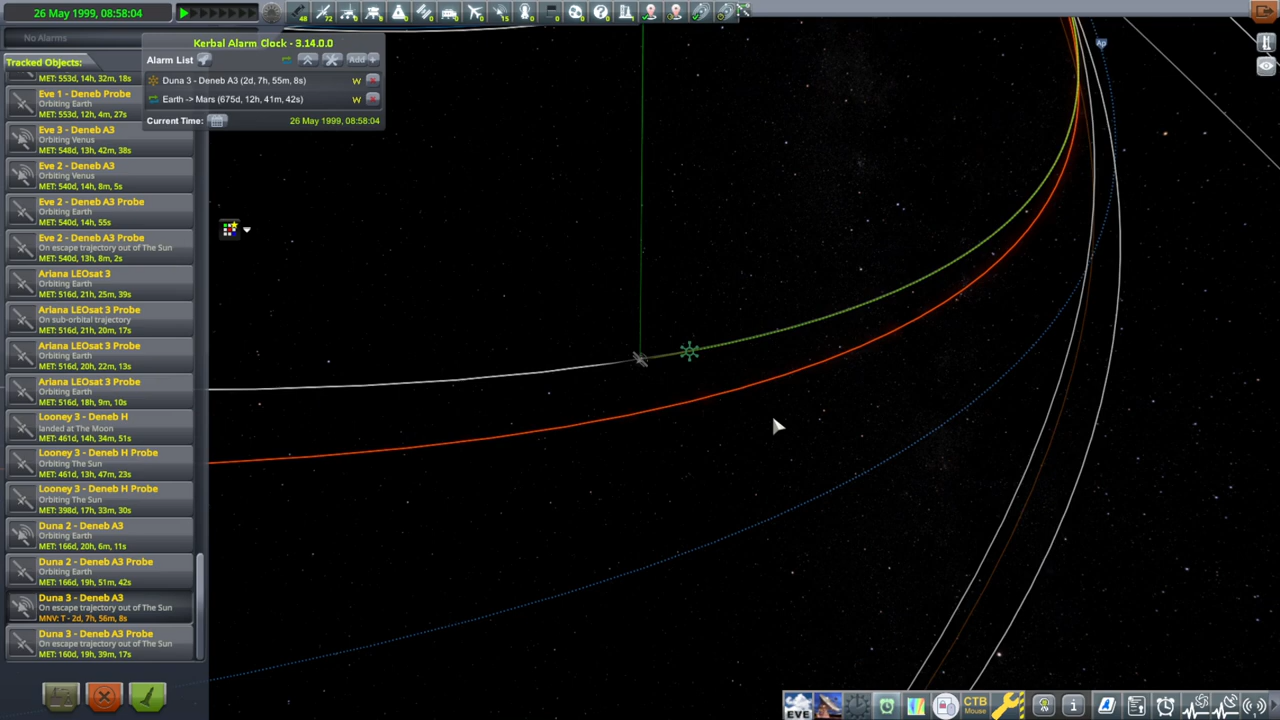 26 May 1999, 08:58:04
48
72
15
No Alarms
Kerbal Alarm Clock - 3.14.0.0
Alarm List
Add +
Duna 3 - Deneb A3 (2d, 7h, 55m, 8s) W
Earth -> Mars (675d, 12h, 41m, 42s) W
Current Time: 26 May 1999, 08:58:04
Tracked Objects:
MET: 553d, 14h, 32m, 18s
Eve 1 - Deneb Probe
Orbiting Earth
MET: 553d, 12h, 4m, 27s
Eve 3 - Deneb A3
Orbiting Venus
MET: 548d, 13h, 42m, 38s
Eve 2 - Deneb A3
Orbiting Venus
MET: 540d, 14h, 8m, 5s
Eve 2 - Deneb A3 Probe
Orbiting Earth
MET: 540d, 14h, 55s
Eve 2 - Deneb A3 Probe
On escape trajectory out of The Sun
MET: 540d, 13h, 8m, 2s
Ariana LEOsat 3
Orbiting Earth
MET: 516d, 21h, 25m, 39s
Ariana LEOsat 3 Probe
On sub-orbital trajectory
MET: 516d, 21h, 20m, 17s
Ariana LEOsat 3 Probe
Orbiting Earth
MET: 516d, 20h, 22m, 13s
Ariana LEOsat 3 Probe
Orbiting Earth
MET: 516d, 18h, 9m, 10s
Looney 3 - Deneb H
landed at The Moon
MET: 461d, 14h, 34m, 51s
Looney 3 - Deneb H Probe
Orbiting The Sun
MET: 461d, 13h, 47m, 23s
Looney 3 - Deneb H Probe
Orbiting The Sun
MET: 398d, 17h, 33m, 30s
Duna 2 - Deneb A3
Orbiting Earth
MET: 166d, 20h, 6m, 11s
Duna 2 - Deneb A3 Probe
Orbiting Earth
MET: 166d, 19h, 51m, 42s
Duna 3 - Deneb A3
On escape trajectory out of The Sun
MNV: T - 2d, 7h, 56m, 8s
Duna 3 - Deneb A3 Probe
On escape trajectory out of The Sun
MET: 160d, 19h, 39m, 17s
Ap
EVE
CTB
Mouse